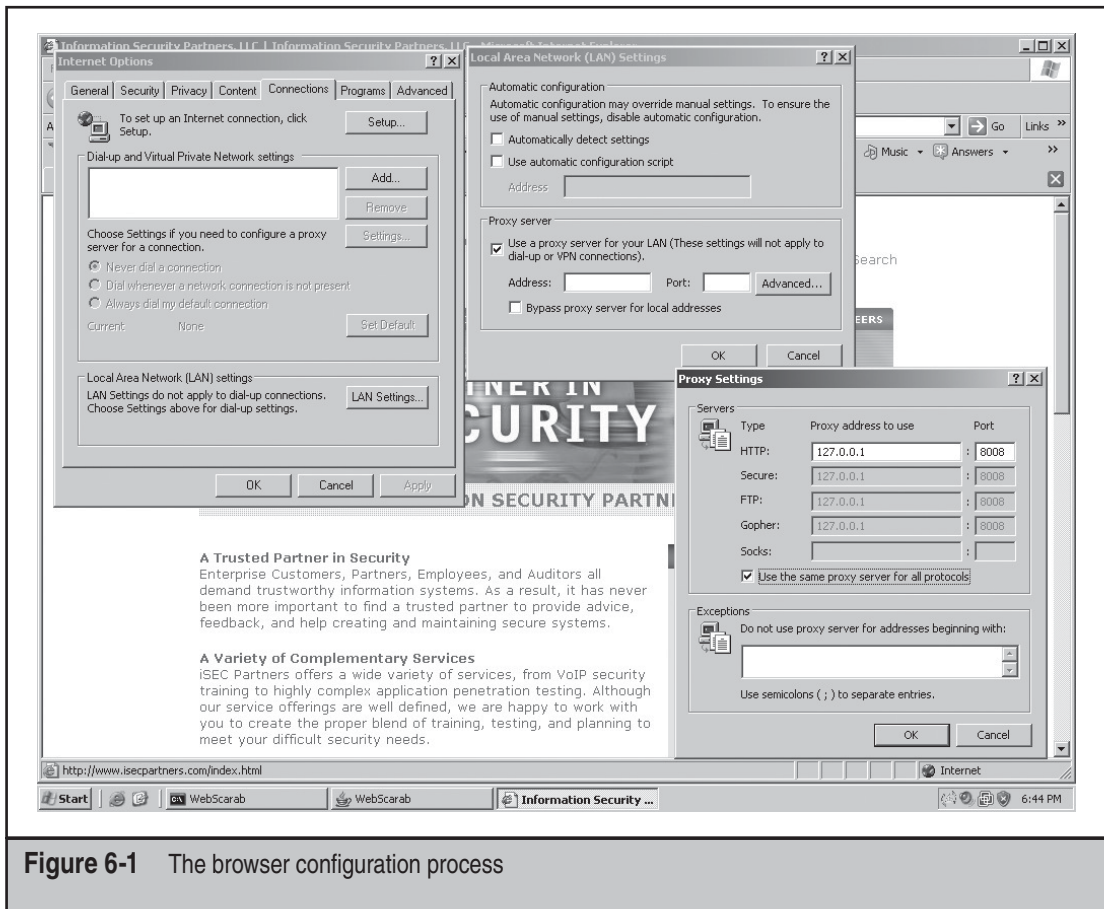 Information Security Partners, LLC | Information Security Partners, LLC - Microsoft Internet Explorer
Internet Options
General Security Privacy Content Connections Programs Advanced
To set up an Internet connection, click
Setup.
Setup...
Dial-up and Virtual Private Network settings
Add...
Remove
Choose Settings if you need to configure a proxy
server for a connection.
Settings...
Never dial a connection
Dial whenever a network connection is not present
Always dial my default connection
Current None
Set Default
Local Area Network (LAN) settings
LAN Settings do not apply to dial-up connections.
Choose Settings above for dial-up settings.
LAN Settings...
OK Cancel Apply
Local Area Network (LAN) Settings
Automatic configuration
Automatic configuration may override manual settings. To ensure the
use of manual settings, disable automatic configuration.
Automatically detect settings
Use automatic configuration script
Address
Proxy server
Use a proxy server for your LAN (These settings will not apply to
dial-up or VPN connections).
Address: Port: Advanced...
Bypass proxy server for local addresses
OK Cancel
Go Links »
Music Answers »
Search
EERS
NER IN
CURITY
ON SECURITY PARTN
Proxy Settings
Servers
Type Proxy address to use Port
HTTP: 127.0.0.1 : 8008
Secure: 127.0.0.1 : 8008
FTP: 127.0.0.1 : 8008
Gopher: 127.0.0.1 : 8008
Socks: :
Use the same proxy server for all protocols
Exceptions
Do not use proxy server for addresses beginning with:
Use semicolons ( ; ) to separate entries.
OK Cancel
A Trusted Partner in Security
Enterprise Customers, Partners, Employees, and Auditors all
demand trustworthy information systems. As a result, it has never
been more important to find a trusted partner to provide advice,
feedback, and help creating and maintaining secure systems.
A Variety of Complementary Services
iSEC Partners offers a wide variety of services, from VoIP security
training to highly complex application penetration testing. Although
our service offerings are well defined, we are happy to work with
you to create the proper blend of training, testing, and planning to
meet your difficult security needs.
http://www.isecpartners.com/index.html
Internet
Start WebScarab WebScarab Information Security ... 6:44 PM
Figure 6-1 The browser configuration process